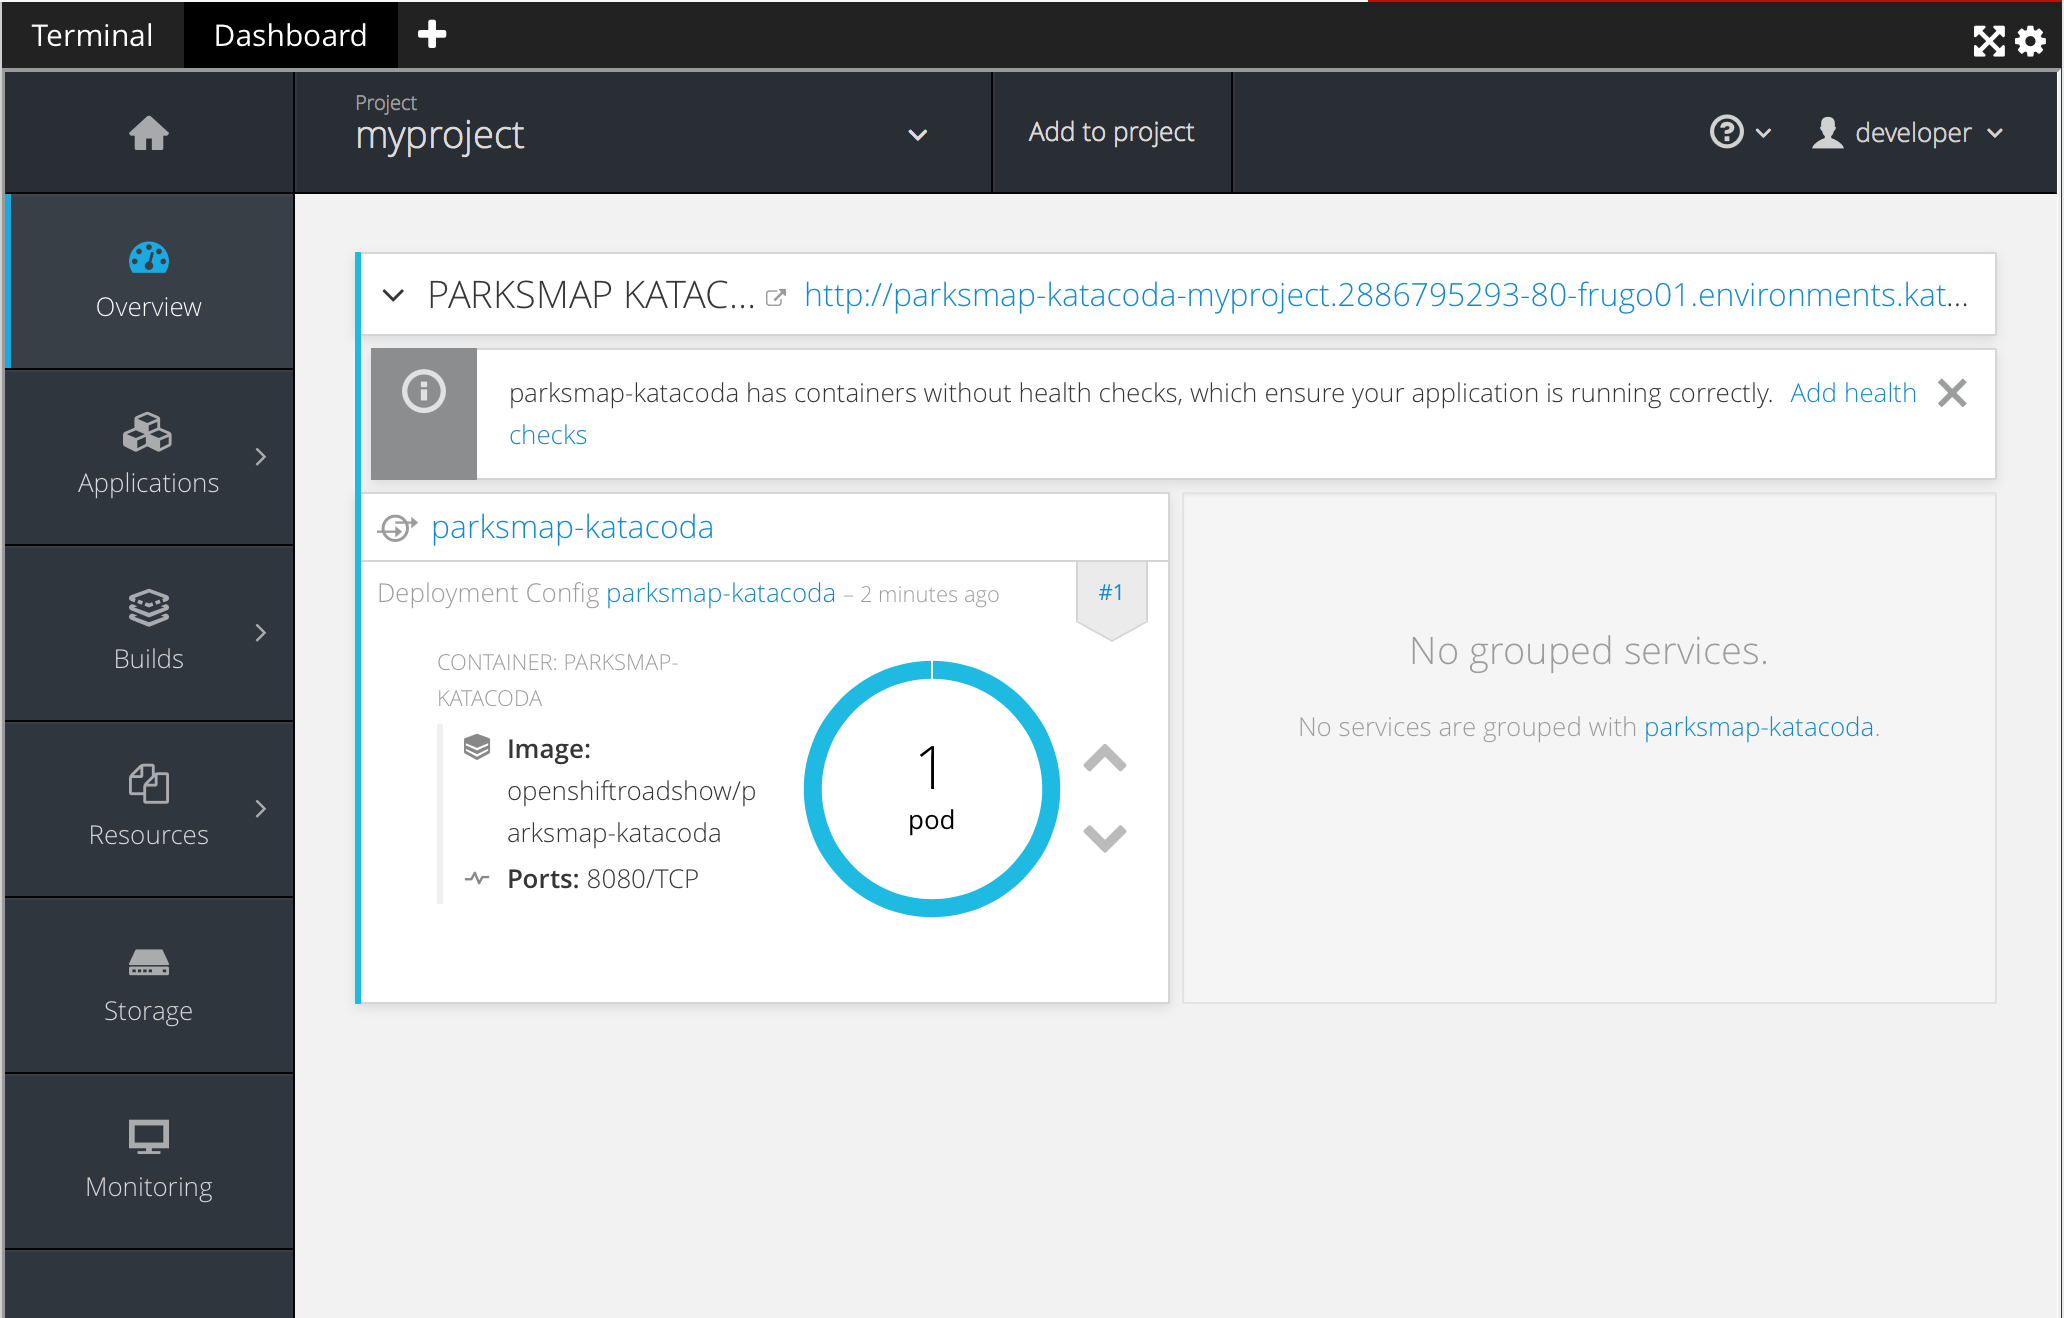 Terminal Dashboard
Project
myproject
Add to project
developer
Overview
Applications
Builds
Resources
Storage
Monitoring
PARKSMAP KATAC... http://parksmap-katacoda-myproject.2886795293-80-frugo01.environments.kat...
parksmap-katacoda has containers without health checks, which ensure your application is running correctly. Add health
checks
parksmap-katacoda
Deployment Config parksmap-katacoda – 2 minutes ago
#1
CONTAINER: PARKSMAP-
KATACODA
Image:
openshiftroadshow/p
arksmap-katacoda
Ports: 8080/TCP
1
pod
No grouped services.
No services are grouped with parksmap-katacoda.